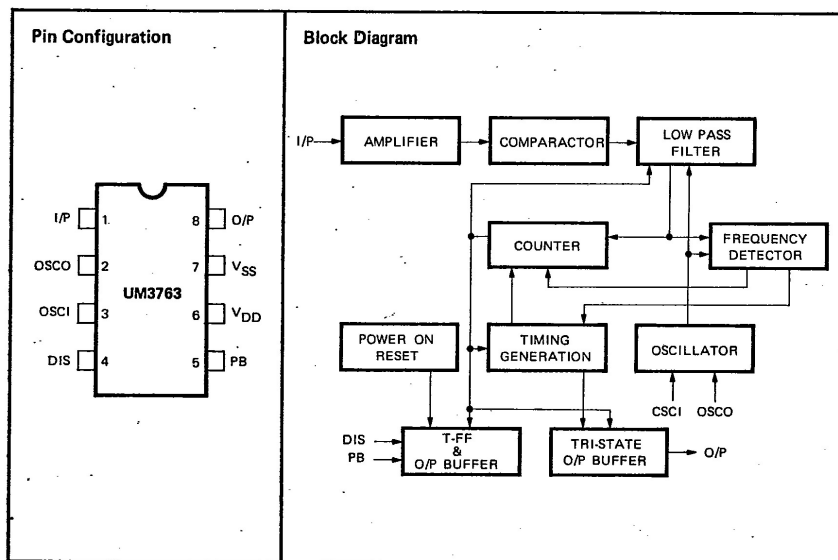 Pin Configuration
I/P 1. 8 O/P
OSCO 2 7 VSS
UM3763
OSCI 3 6 VDD
DIS 4 5 PB
Block Diagram
I/P AMPLIFIER COMPARACTOR LOW PASS
FILTER
COUNTER
FREQUENCY
DETECTOR
POWER ON
RESET
TIMING
GENERATION
OSCILLATOR
CSCI OSCO
DIS
PB
T-FF
&
O/P BUFFER
TRI-STATE
O/P BUFFER
O/P